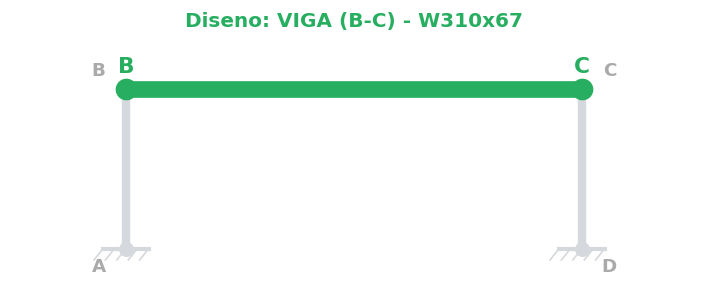 Diseno: VIGA (B-C) - W310x67
B B C C
A D